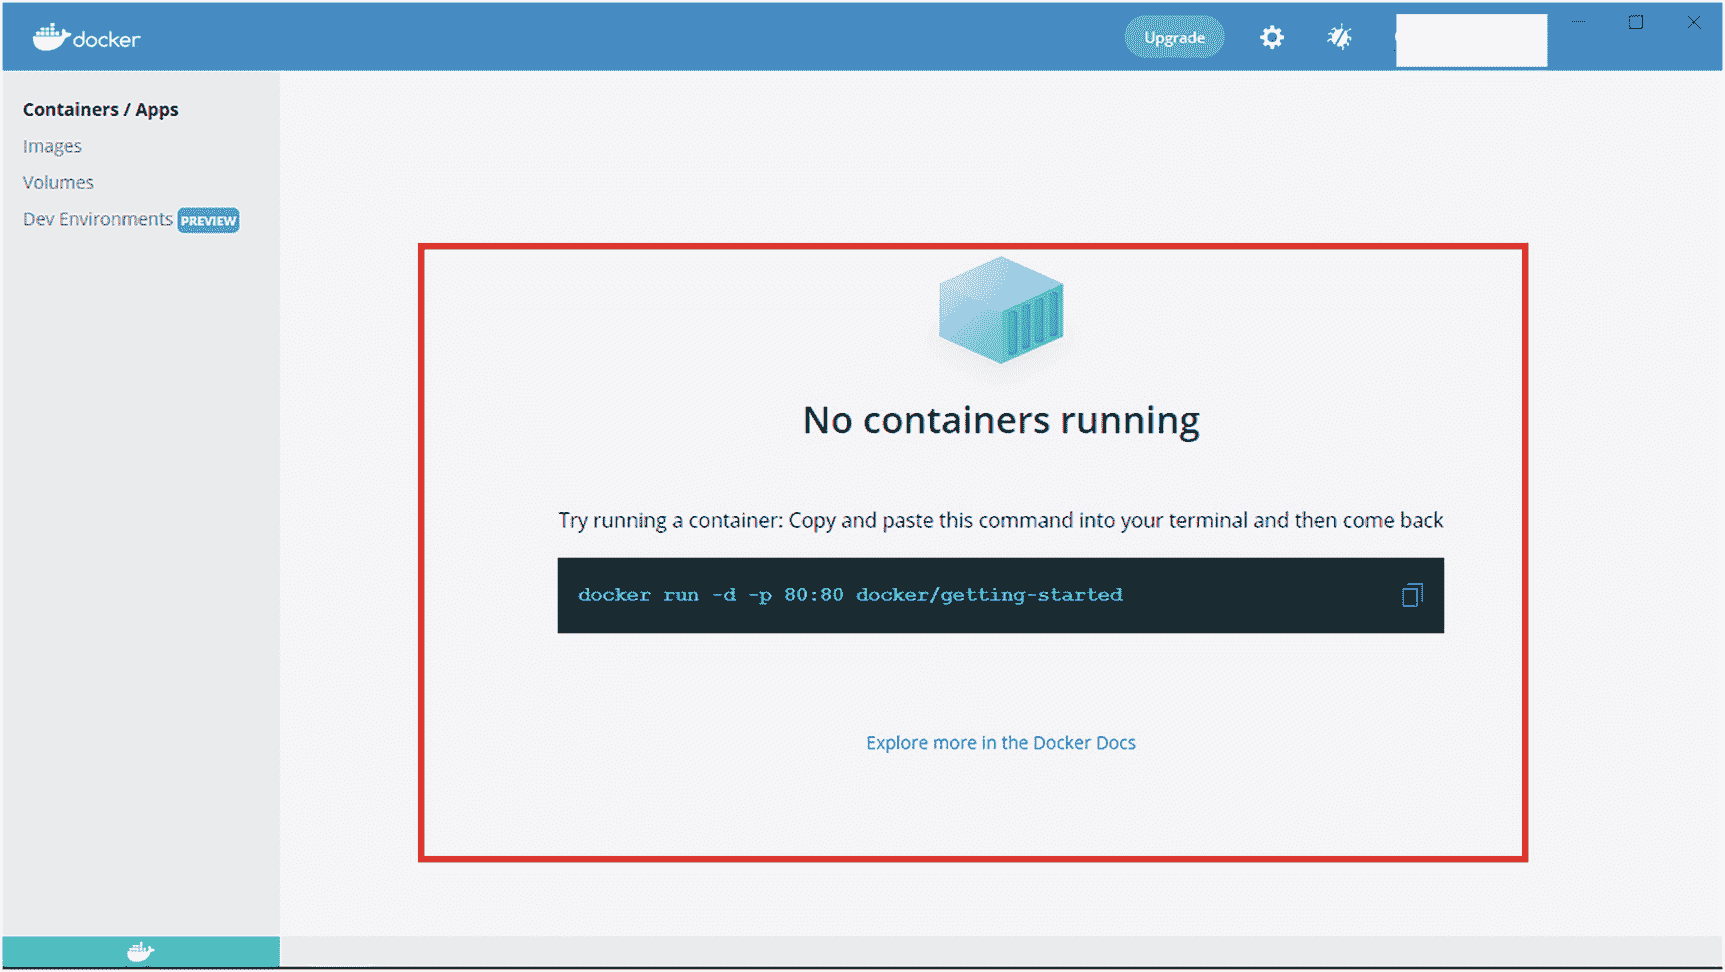 docker
Upgrade
Containers / Apps
Images
Volumes
Dev Environments PREVIEW
No containers running
Try running a container: Copy and paste this command into your terminal and then come back
docker run -d -p 80:80 docker/getting-started
Explore more in the Docker Docs